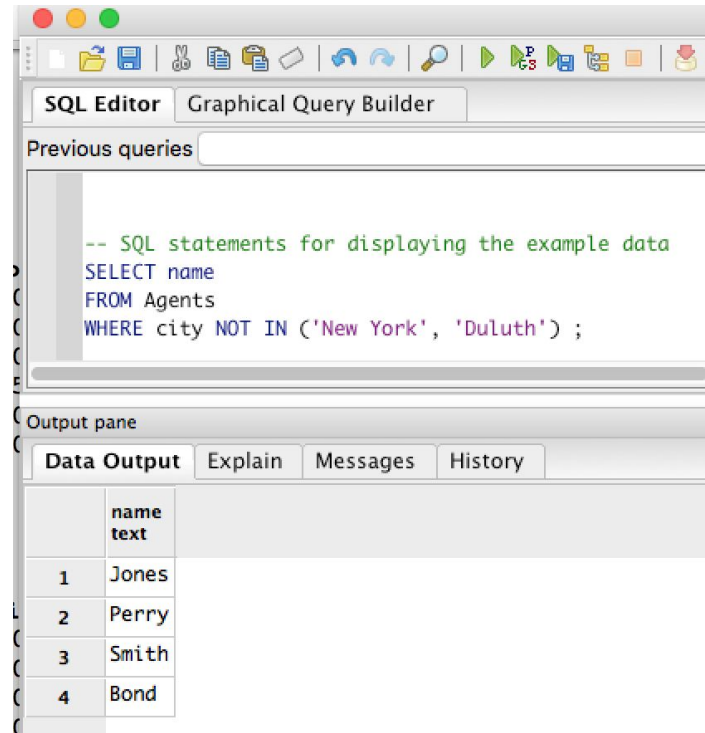 SQL Editor
Graphical Query Builder
Previous queries
-- SQL statements for displaying the example data
SELECT name
FROM Agents
WHERE city NOT IN ('New York', 'Duluth') ;
Output pane
Data Output
Explain
Messages
History
name
text
1 Jones
2 Perry
3 Smith
4 Bond